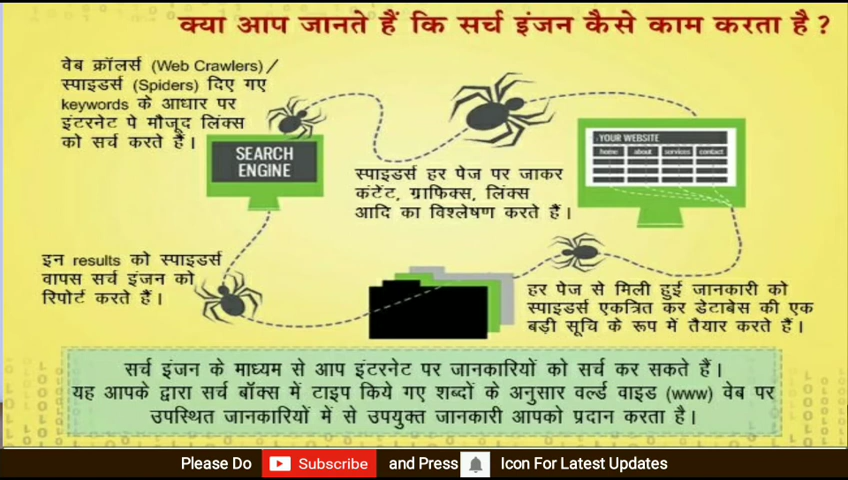 क्या आप जानते हैं कि सर्च इंजन कैसे काम करता है ?
वेब क्रॉलर्स (Web Crawlers) /
स्पाइडर्स (Spiders) दिए गए
keywords के आधार पर
इंटरनेट पे मौजूद लिंक्स
को सर्च करते हैं।
SEARCH
ENGINE
स्पाइडर्स हर पेज पर जाकर
कंटेंट, ग्राफिक्स, लिंक्स
आदि का विश्लेषण करते हैं।
YOUR WEBSITE
home about services contact
इन results को स्पाइडर्स
वापस सर्च इंजन को
रिपोर्ट करते हैं।
हर पेज से मिली हुई जानकारी को
स्पाइडर्स एकत्रित कर डेटाबेस की एक
बड़ी सूचि के रूप में तैयार करते हैं।
सर्च इंजन के माध्यम से आप इंटरनेट पर जानकारियों को सर्च कर सकते हैं।
यह आपके द्वारा सर्च बॉक्स में टाइप किये गए शब्दों के अनुसार वर्ल्ड वाइड (www) वेब पर
उपस्थित जानकारियों में से उपयुक्त जानकारी आपको प्रदान करता है।
Please Do Subscribe and Press Icon For Latest Updates